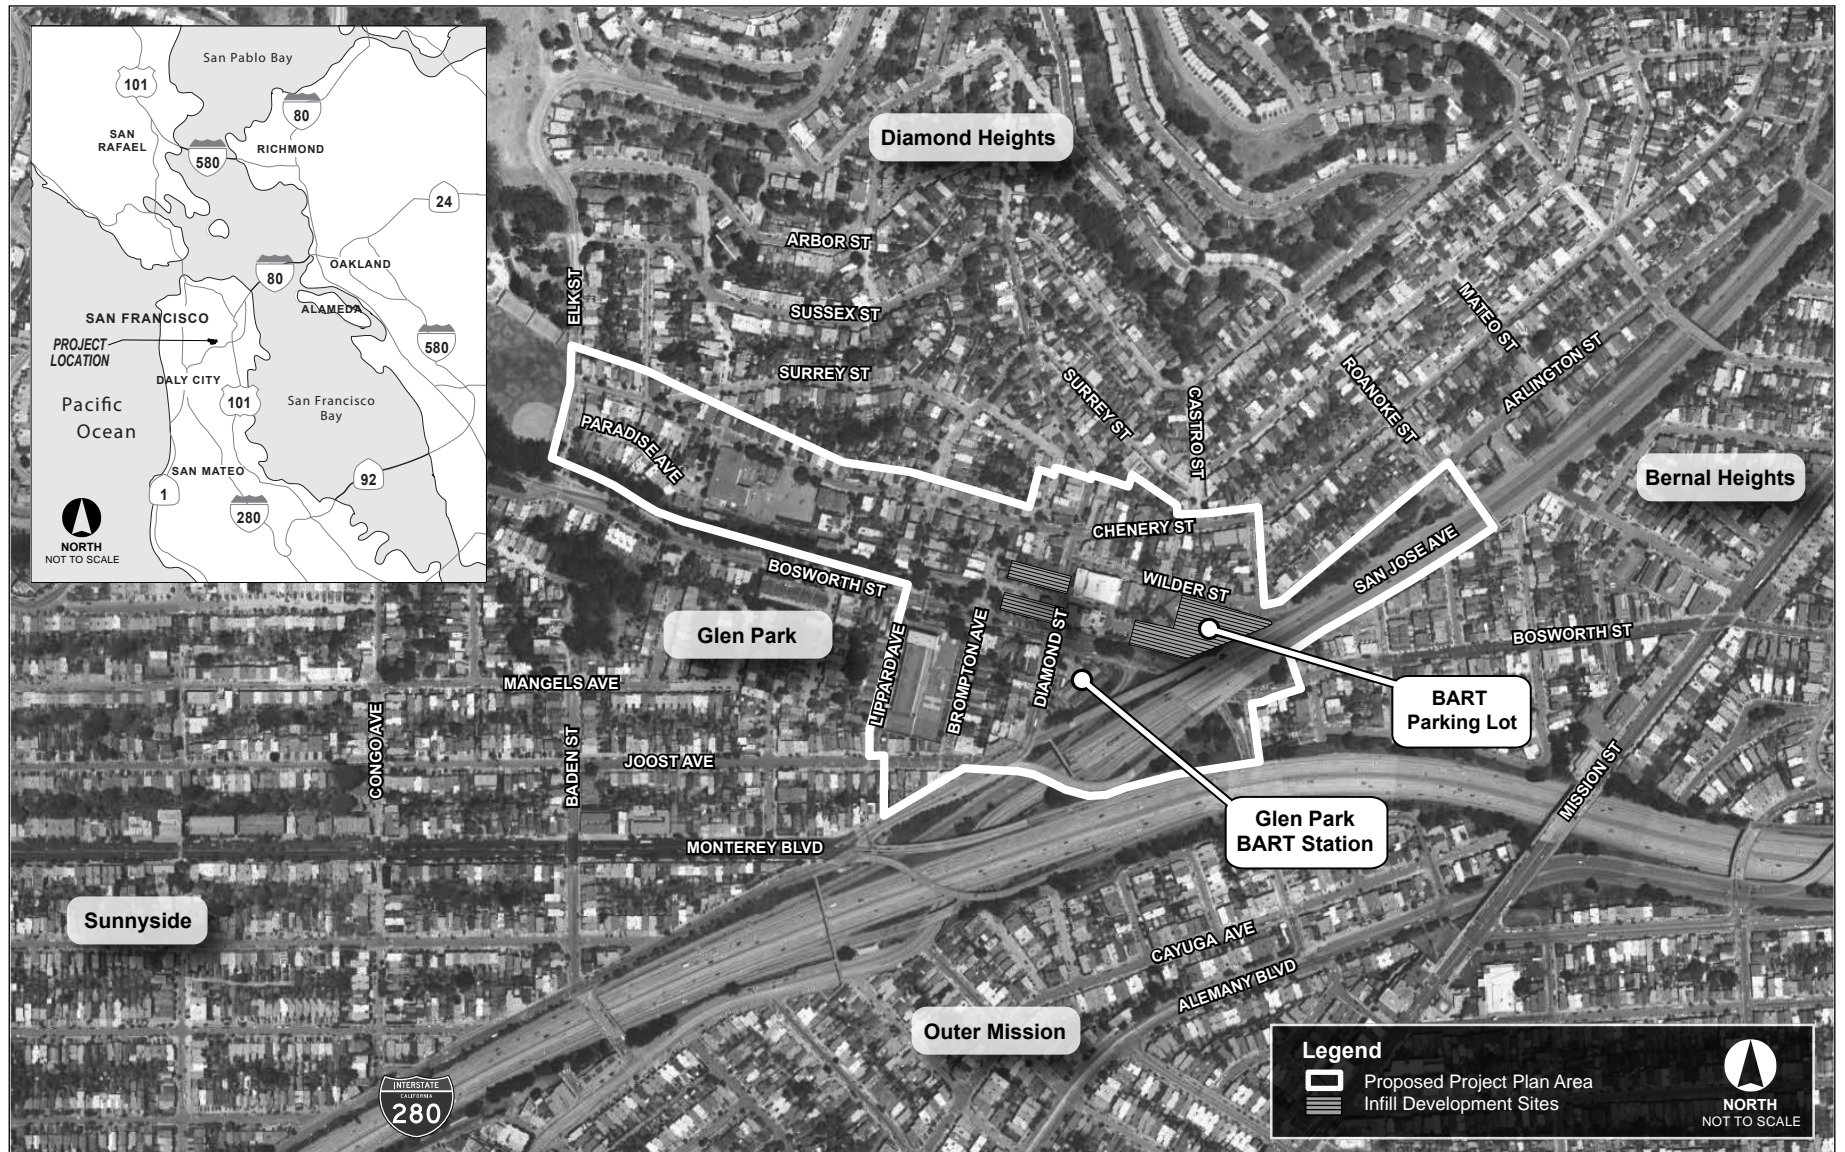 San Pablo Bay
101
80
SAN
RAFAEL
580
RICHMOND
24
OAKLAND
80
ALAMEDA
SAN FRANCISCO
580
PROJECT
LOCATION
DALY CITY
101
San Francisco
Bay
Pacific
Ocean
SAN MATEO
92
1
280
NORTH
NOT TO SCALE
Diamond Heights
ARBOR ST
ELK ST
SUSSEX ST
MATEO ST
SURREY ST
SURREY ST
CASTRO ST
ROANOKE ST
ARLINGTON ST
PARADISE AVE
Bernal Heights
CHENERY ST
SAN JOSE AVE
BOSWORTH ST
WILDER ST
Glen Park
LIPPARD AVE
BROMPTON AVE
DIAMOND ST
BOSWORTH ST
MANGELS AVE
BART
Parking Lot
CONGO AVE
BADEN ST
JOOST AVE
MISSION ST
Glen Park
BART Station
MONTEREY BLVD
Sunnyside
CAYUGA AVE
ALEMANY BLVD
Outer Mission
INTERSTATE
CALIFORNIA
280
Legend
Proposed Project Plan Area
Infill Development Sites
NORTH
NOT TO SCALE